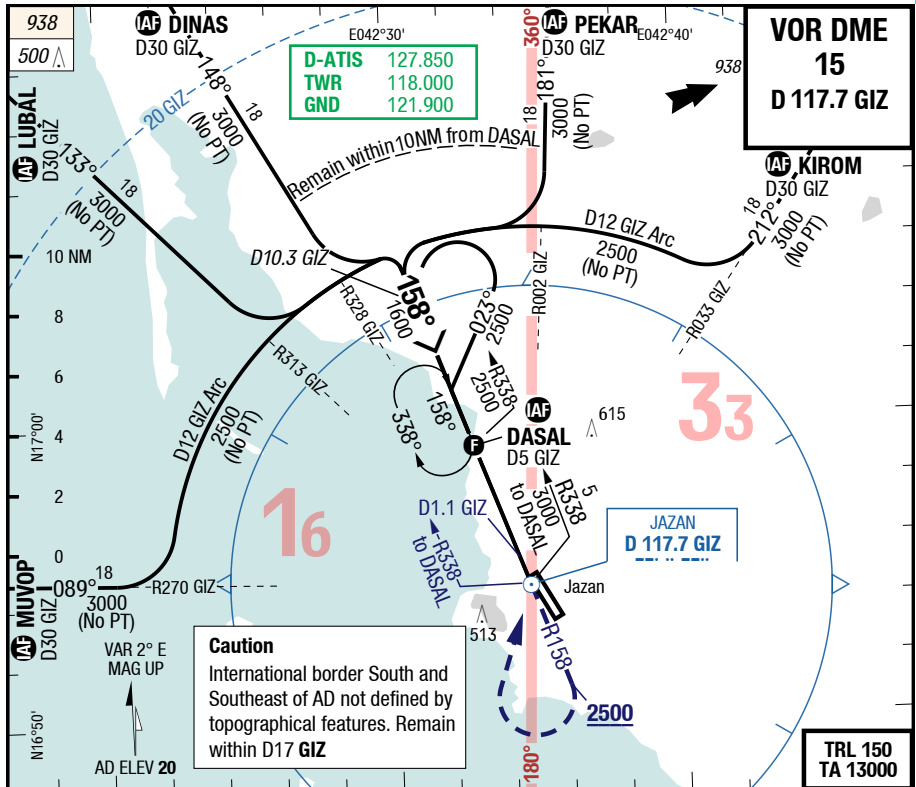 938
500
IAF DINAS
D30 GIZ
E042°30'
IAF PEKAR
D30 GIZ
E042°40'
360°
938
VOR DME
15
D 117.7 GIZ
D-ATIS 127.850
TWR 118.000
GND 121.900
148°
18
3000
(No PT)
20 GIZ
IAF LUBAL
D30 GIZ
133°
18
3000
(No PT)
Remain within 10NM from DASAL
181°
18
3000
(No PT)
IAF KIROM
D30 GIZ
212°
18
3000
(No PT)
D12 GIZ Arc
2500
(No PT)
10 NM
8
6
4
2
0
D10.3 GIZ
158°
1600
R328 GIZ
R313 GIZ
R002 GIZ
R033 GIZ
023°
2500
R338
2500
158°
338°
N17°00'
D12 GIZ Arc
2500
(No PT)
F
IAF
DASAL
D5 GIZ
615
33
16
D1.1 GIZ
R338
to DASAL
5
R338
3000
to DASAL
JAZAN
D 117.7 GIZ
Jazan
IAF MUVOP
D30 GIZ
089°
18
3000
(No PT)
R270 GIZ
513
R158
2500
VAR 2° E
MAG UP
AD ELEV 20
N16°50'
Caution
International border South and
Southeast of AD not defined by
topographical features. Remain
within D17 GIZ
180°
TRL 150
TA 13000